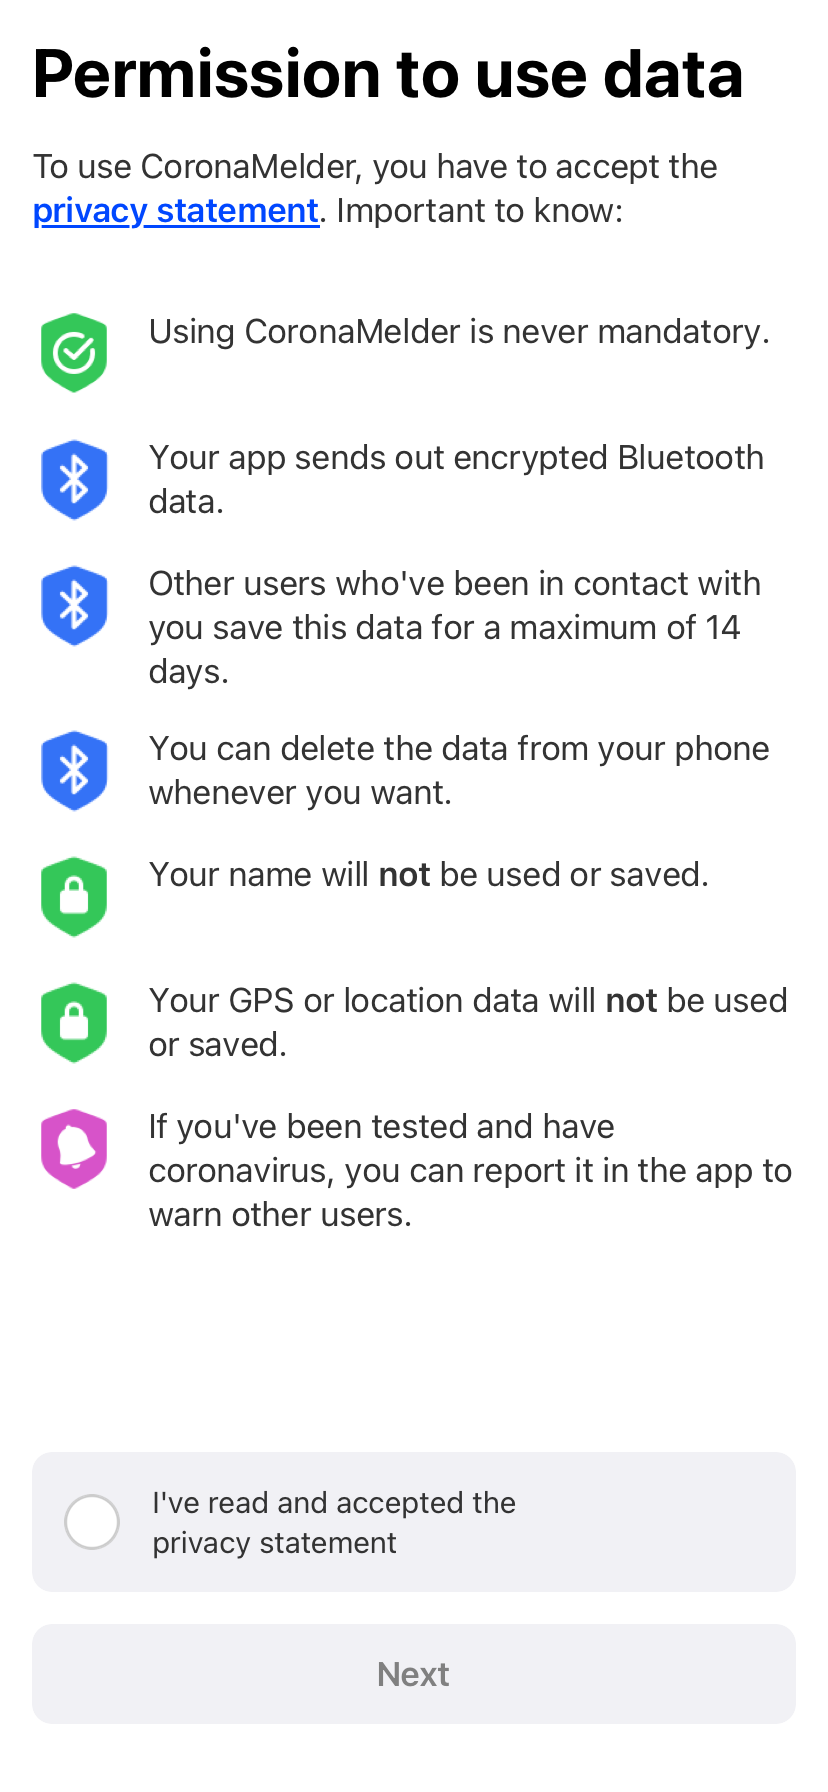 Permission to use data
To use CoronaMelder, you have to accept the
privacy statement. Important to know:
Using CoronaMelder is never mandatory.
Your app sends out encrypted Bluetooth
data.
Other users who've been in contact with
you save this data for a maximum of 14
days.
You can delete the data from your phone
whenever you want.
Your name will not be used or saved.
Your GPS or location data will not be used
or saved.
If you've been tested and have
coronavirus, you can report it in the app to
warn other users.
I've read and accepted the
privacy statement
Next